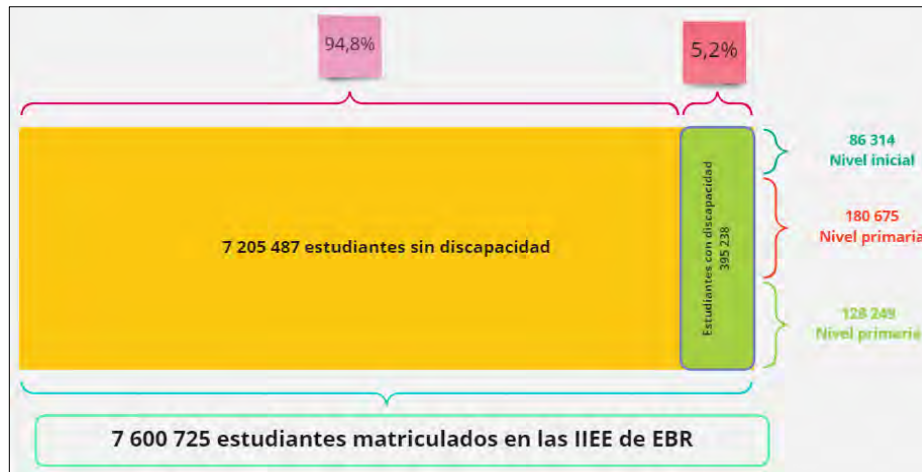 94,8%
5,2%
7 205 487 estudiantes sin discapacidad
Estudiantes con discapacidad
395 238
86 314
Nivel inicial
180 675
Nivel primaria
128 249
Nivel primaria
7 600 725 estudiantes matriculados en las IIEE de EBR